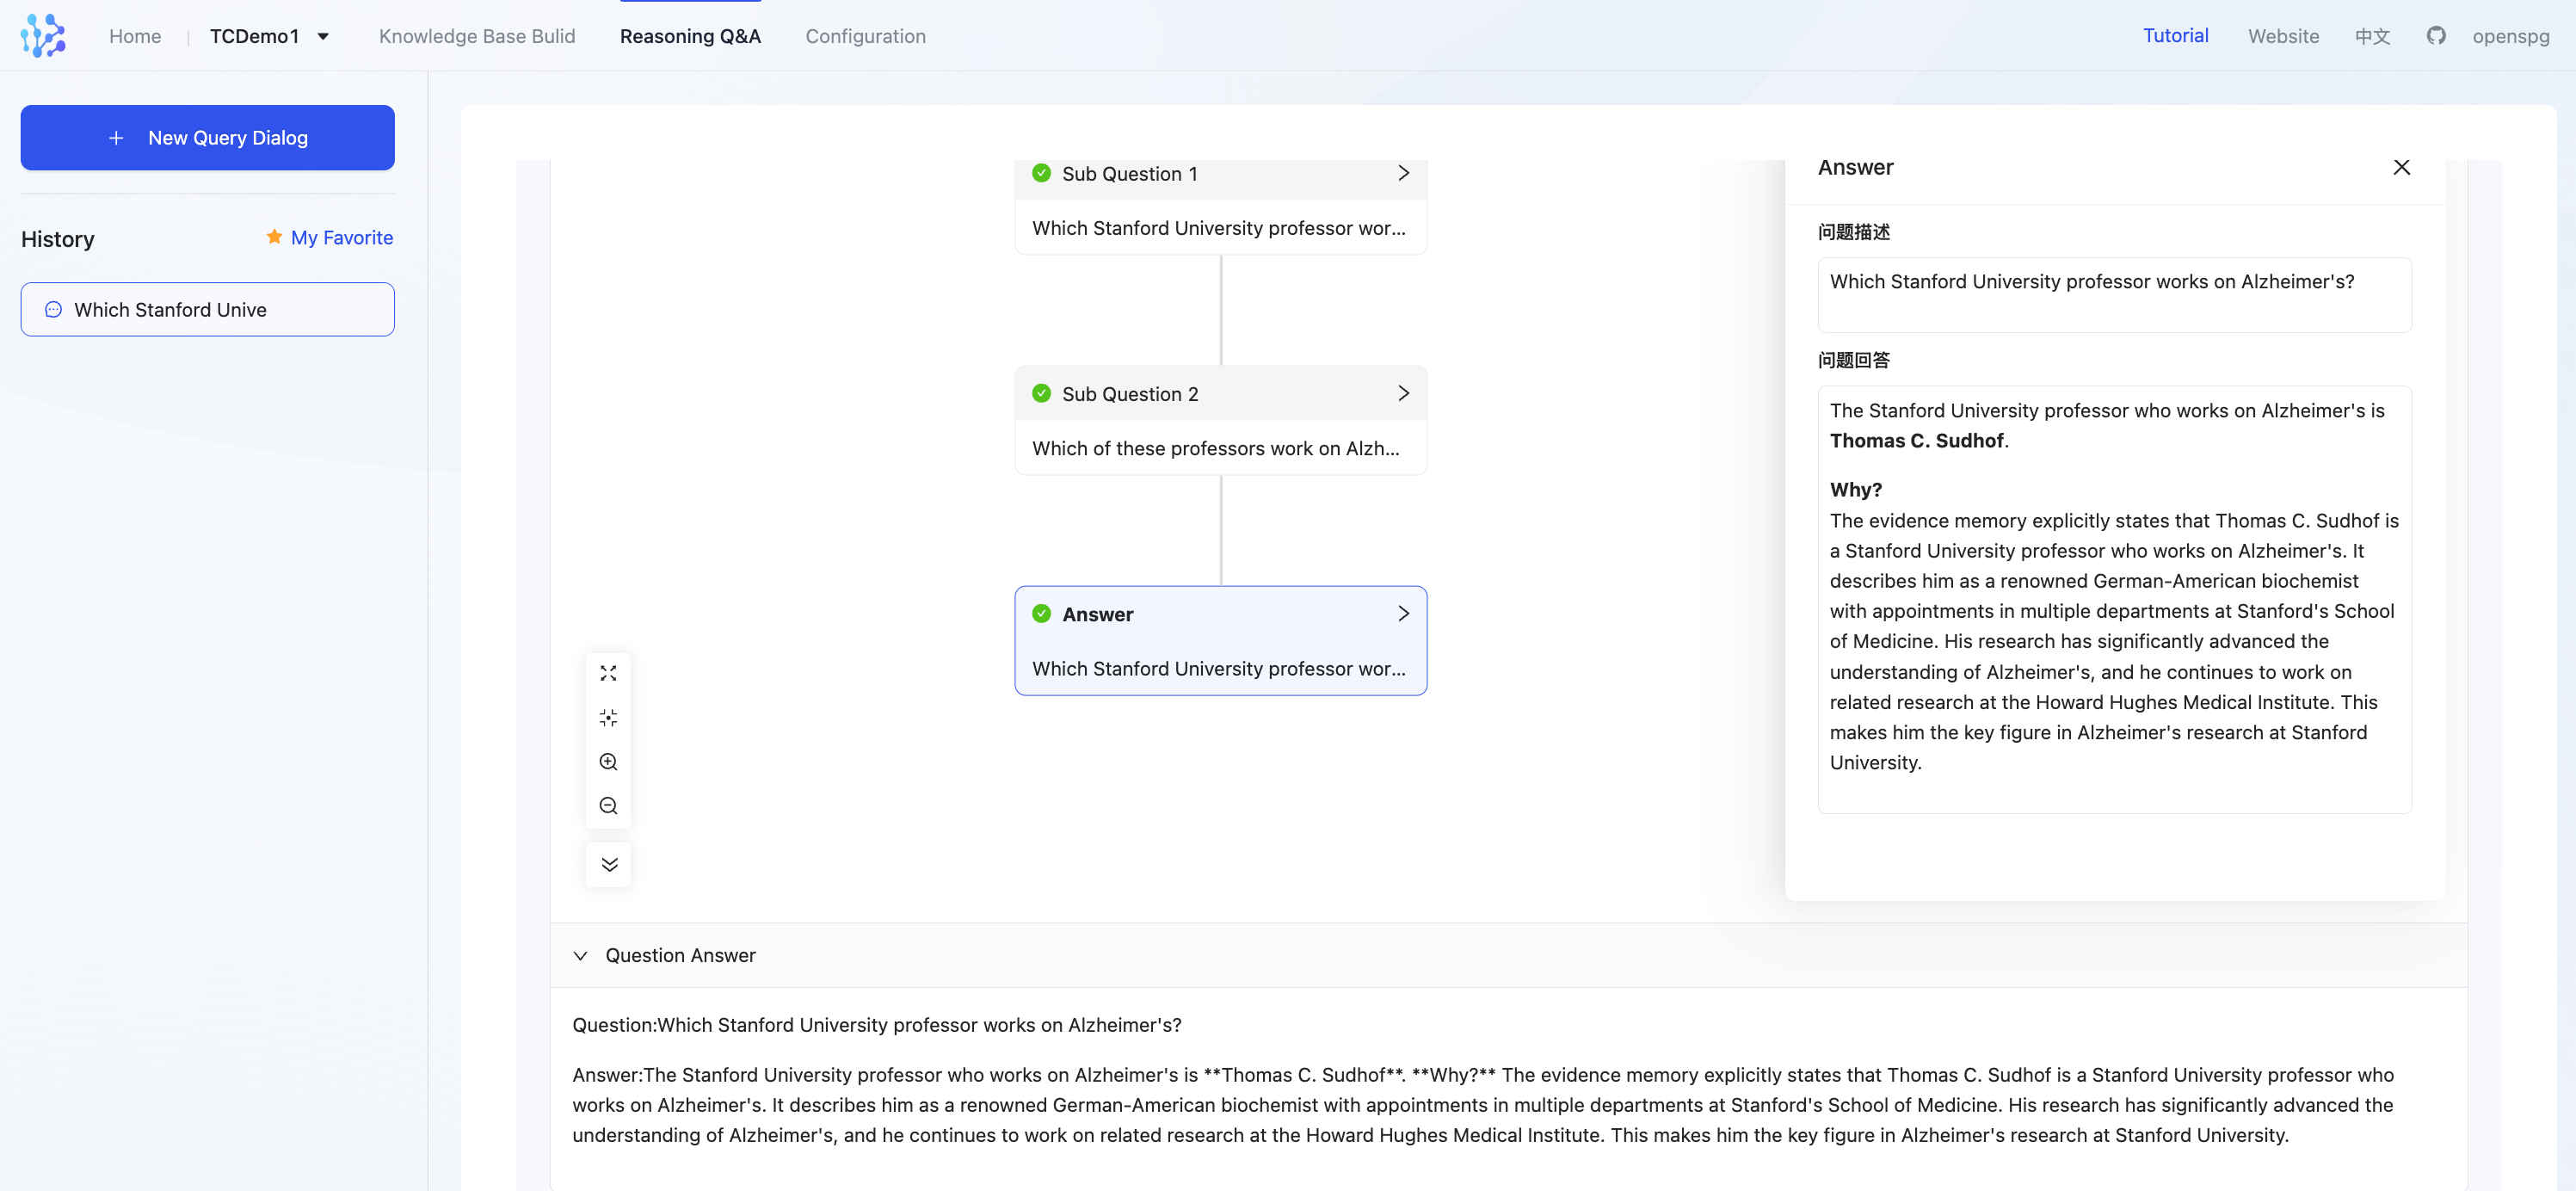 Home
TCDemo1
Knowledge Base Bulid
Reasoning Q&A
Configuration
Tutorial
Website
中文
openspg
+ New Query Dialog
History
My Favorite
Which Stanford Unive
Sub Question 1
Which Stanford University professor wor...
Sub Question 2
Which of these professors work on Alzh...
Answer
Which Stanford University professor wor...
Answer
问题描述
Which Stanford University professor works on Alzheimer's?
问题回答
The Stanford University professor who works on Alzheimer's is
Thomas C. Sudhof.
Why?
The evidence memory explicitly states that Thomas C. Sudhof is
a Stanford University professor who works on Alzheimer's. It
describes him as a renowned German-American biochemist
with appointments in multiple departments at Stanford's School
of Medicine. His research has significantly advanced the
understanding of Alzheimer's, and he continues to work on
related research at the Howard Hughes Medical Institute. This
makes him the key figure in Alzheimer's research at Stanford
University.
Question Answer
Question:Which Stanford University professor works on Alzheimer's?
Answer:The Stanford University professor who works on Alzheimer's is **Thomas C. Sudhof**. **Why?** The evidence memory explicitly states that Thomas C. Sudhof is a Stanford University professor who
works on Alzheimer's. It describes him as a renowned German-American biochemist with appointments in multiple departments at Stanford's School of Medicine. His research has significantly advanced the
understanding of Alzheimer's, and he continues to work on related research at the Howard Hughes Medical Institute. This makes him the key figure in Alzheimer's research at Stanford University.